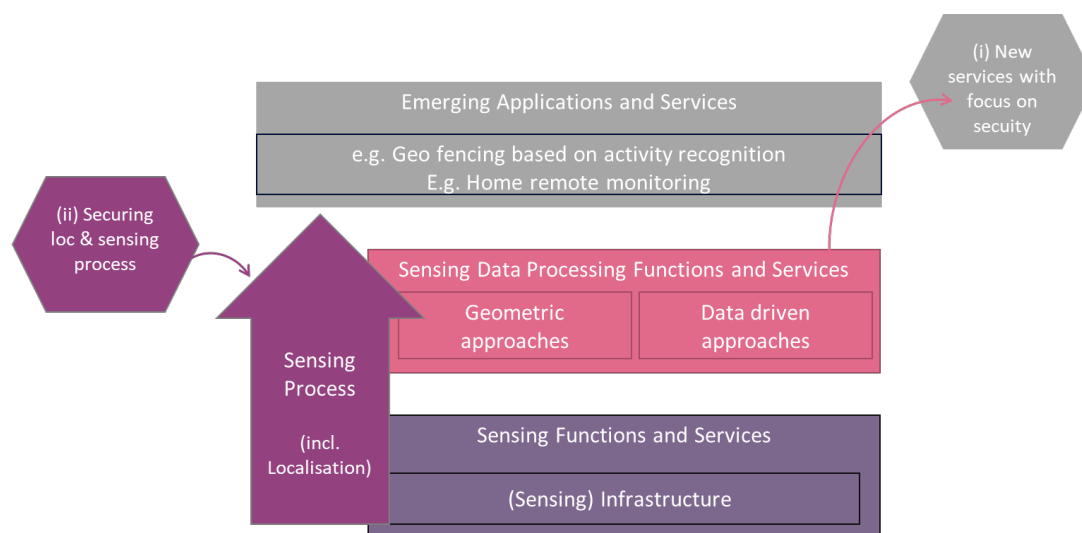 (i) New
services with
focus on
secuity
Emerging Applications and Services
e.g. Geo fencing based on activity recognition
E.g. Home remote monitoring
(ii) Securing
loc & sensing
process
Sensing Data Processing Functions and Services
Geometric
approaches
Data driven
approaches
Sensing
Process
(incl.
Localisation)
Sensing Functions and Services
(Sensing) Infrastructure